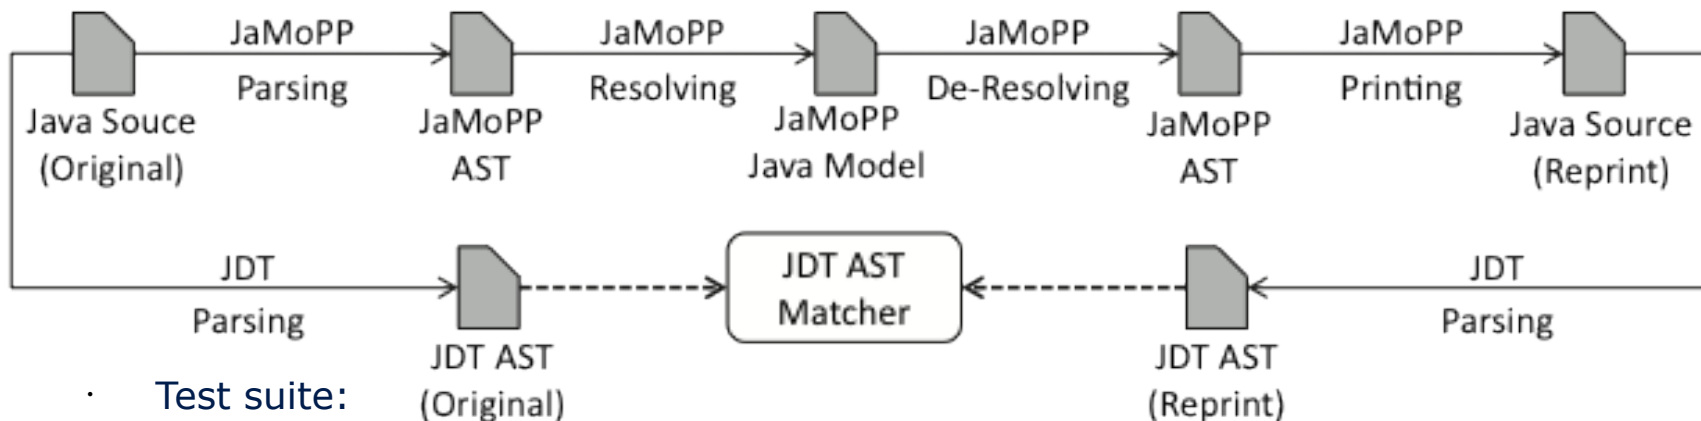 JaMoPP
JaMoPP
JaMoPP
JaMoPP
Parsing
Resolving
De-Resolving
Printing
Java Souce
(Original)
JaMoPP
AST
JaMoPP
Java Model
JaMoPP
AST
Java Source
(Reprint)
JDT
Parsing
JDT AST
Matcher
JDT
Parsing
JDT AST
(Original)
JDT AST
(Reprint)
· Test suite: